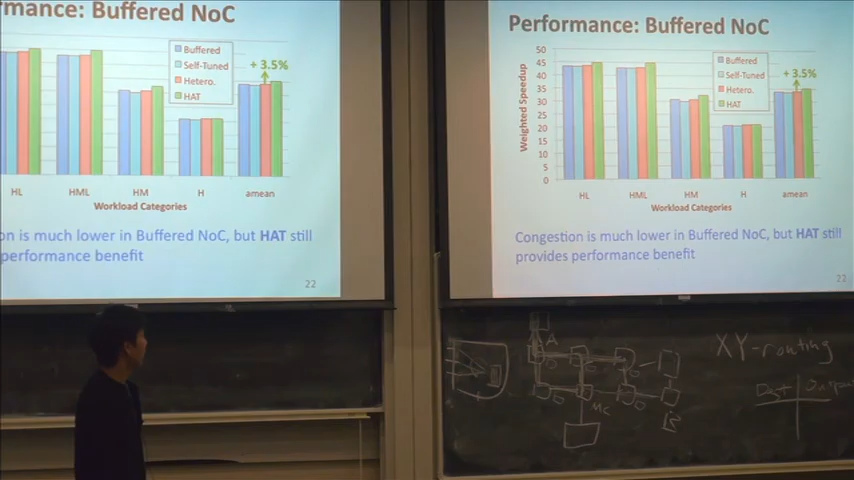 mance: Buffered NoC
Buffered
Self-Tuned
Hetero.
HAT
+ 3.5%
HL HML HM H amean
Workload Categories
on is much lower in Buffered NoC, but HAT still
performance benefit
22
Performance: Buffered NoC
50
45
40
35
30
25
20
15
10
5
0
Weighted Speedup
Buffered
Self-Tuned
Hetero.
HAT
+ 3.5%
HL HML HM H amean
Workload Categories
Congestion is much lower in Buffered NoC, but HAT still
provides performance benefit
22
A
MC
XY-routing